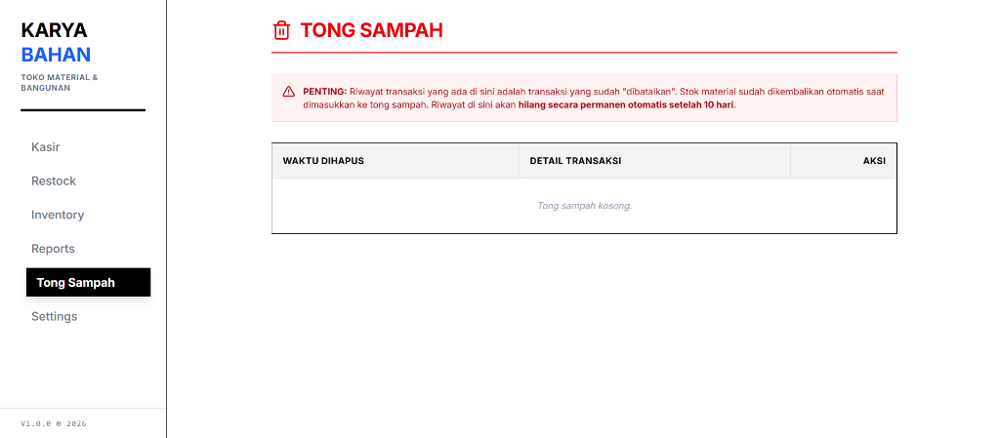 KARYA
BAHAN
TOKO MATERIAL &
BANGUNAN
Kasir
Restock
Inventory
Reports
Tong Sampah
Settings
V1.0.0 © 2026
TONG SAMPAH
PENTING: Riwayat transaksi yang ada di sini adalah transaksi yang sudah "dibatalkan". Stok material sudah dikembalikan otomatis saat
dimasukkan ke tong sampah. Riwayat di sini akan hilang secara permanen otomatis setelah 10 hari.
WAKTU DIHAPUS DETAIL TRANSAKSI AKSI
Tong sampah kosong.